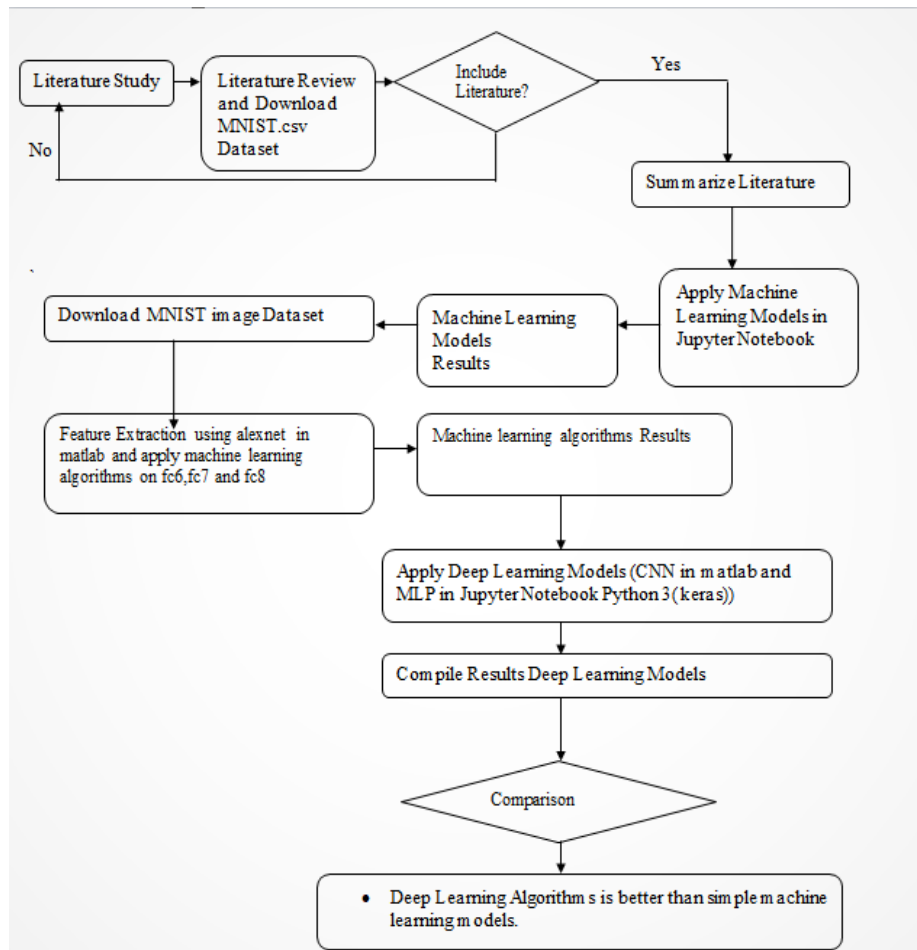 Literature Study
Literature Review
and Download
MNIST.csv
Dataset
Include
Literature?
Yes
No
Summarize Literature
Apply Machine
Learning Models in
Jupyter Notebook
Machine Learning
Models
Results
Download MNIST image Dataset
Feature Extraction using alexnet in
matlab and apply machine learning
algorithms on fc6,fc7 and fc8
Machine learning algorithms Results
Apply Deep Learning Models (CNN in matlab and
MLP in Jupyter Notebook Python 3(keras))
Compile Results Deep Learning Models
Comparison
• Deep Learning Algorithms is better than simple machine
learning models.